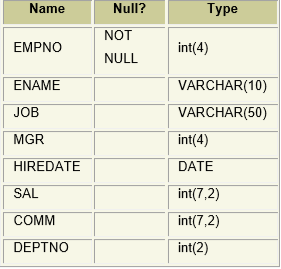 Name Null? Type
EMPNO NOT NULL int(4)
ENAME VARCHAR(10)
JOB VARCHAR(50)
MGR int(4)
HIREDATE DATE
SAL int(7,2)
COMM int(7,2)
DEPTNO int(2)